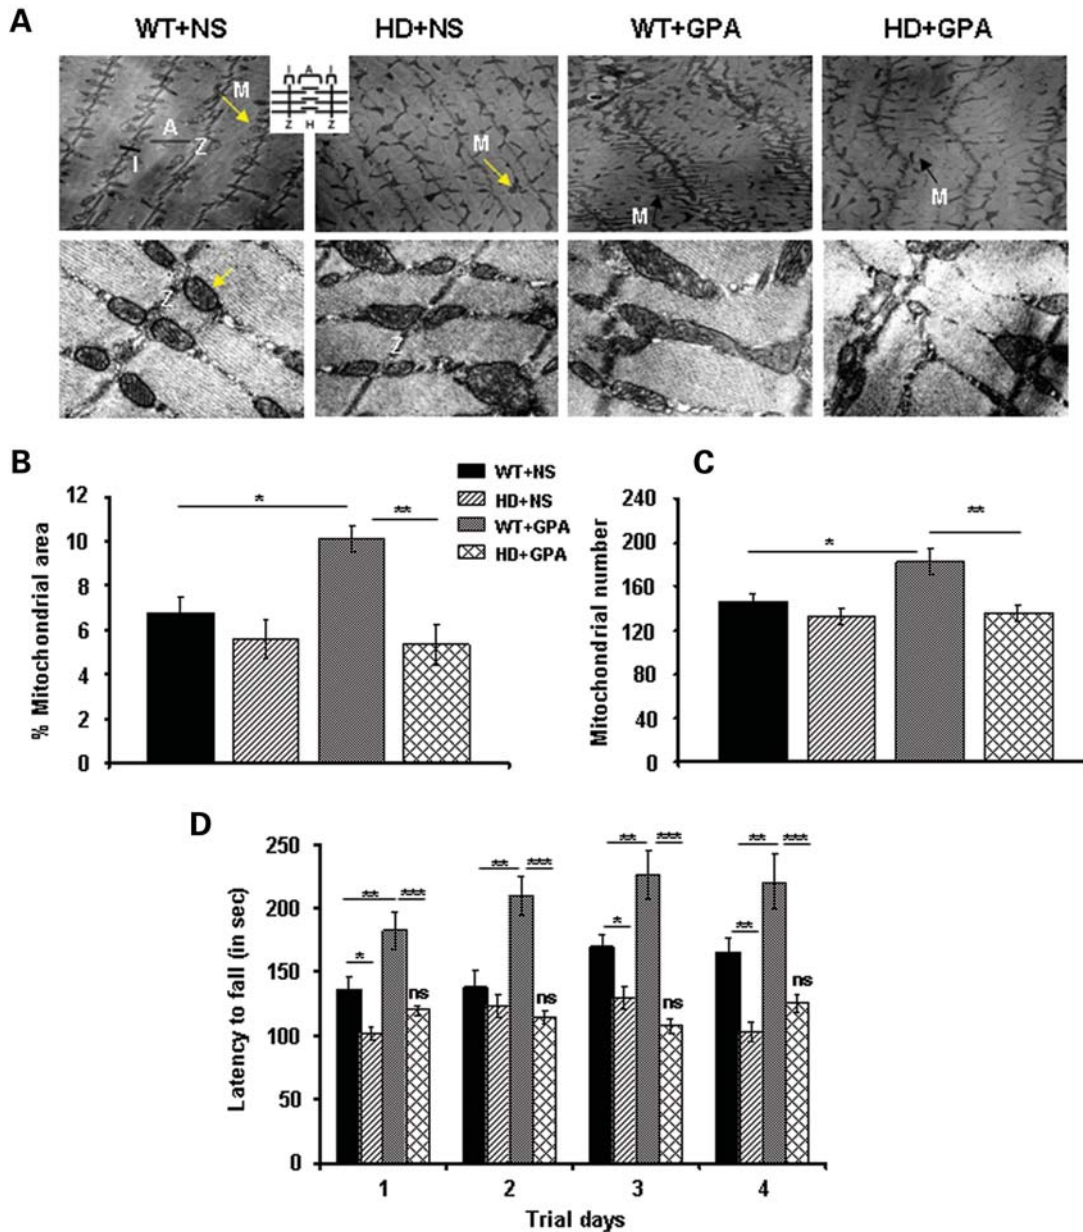 A
WT+NS HD+NS WT+GPA HD+GPA
M A I Z
I A I
Z H Z
M
M
M
Z
Z
B
% Mitochondrial area
12
10
8
6
4
2
0
* **
WT+NS
HD+NS
WT+GPA
HD+GPA
C
Mitochondrial number
240
200
160
120
80
40
0
* **
D
Latency to fall (in sec)
250
200
150
100
50
0
** *** ** *** ** *** ** ***
* * **
ns ns ns ns
1 2 3 4
Trial days